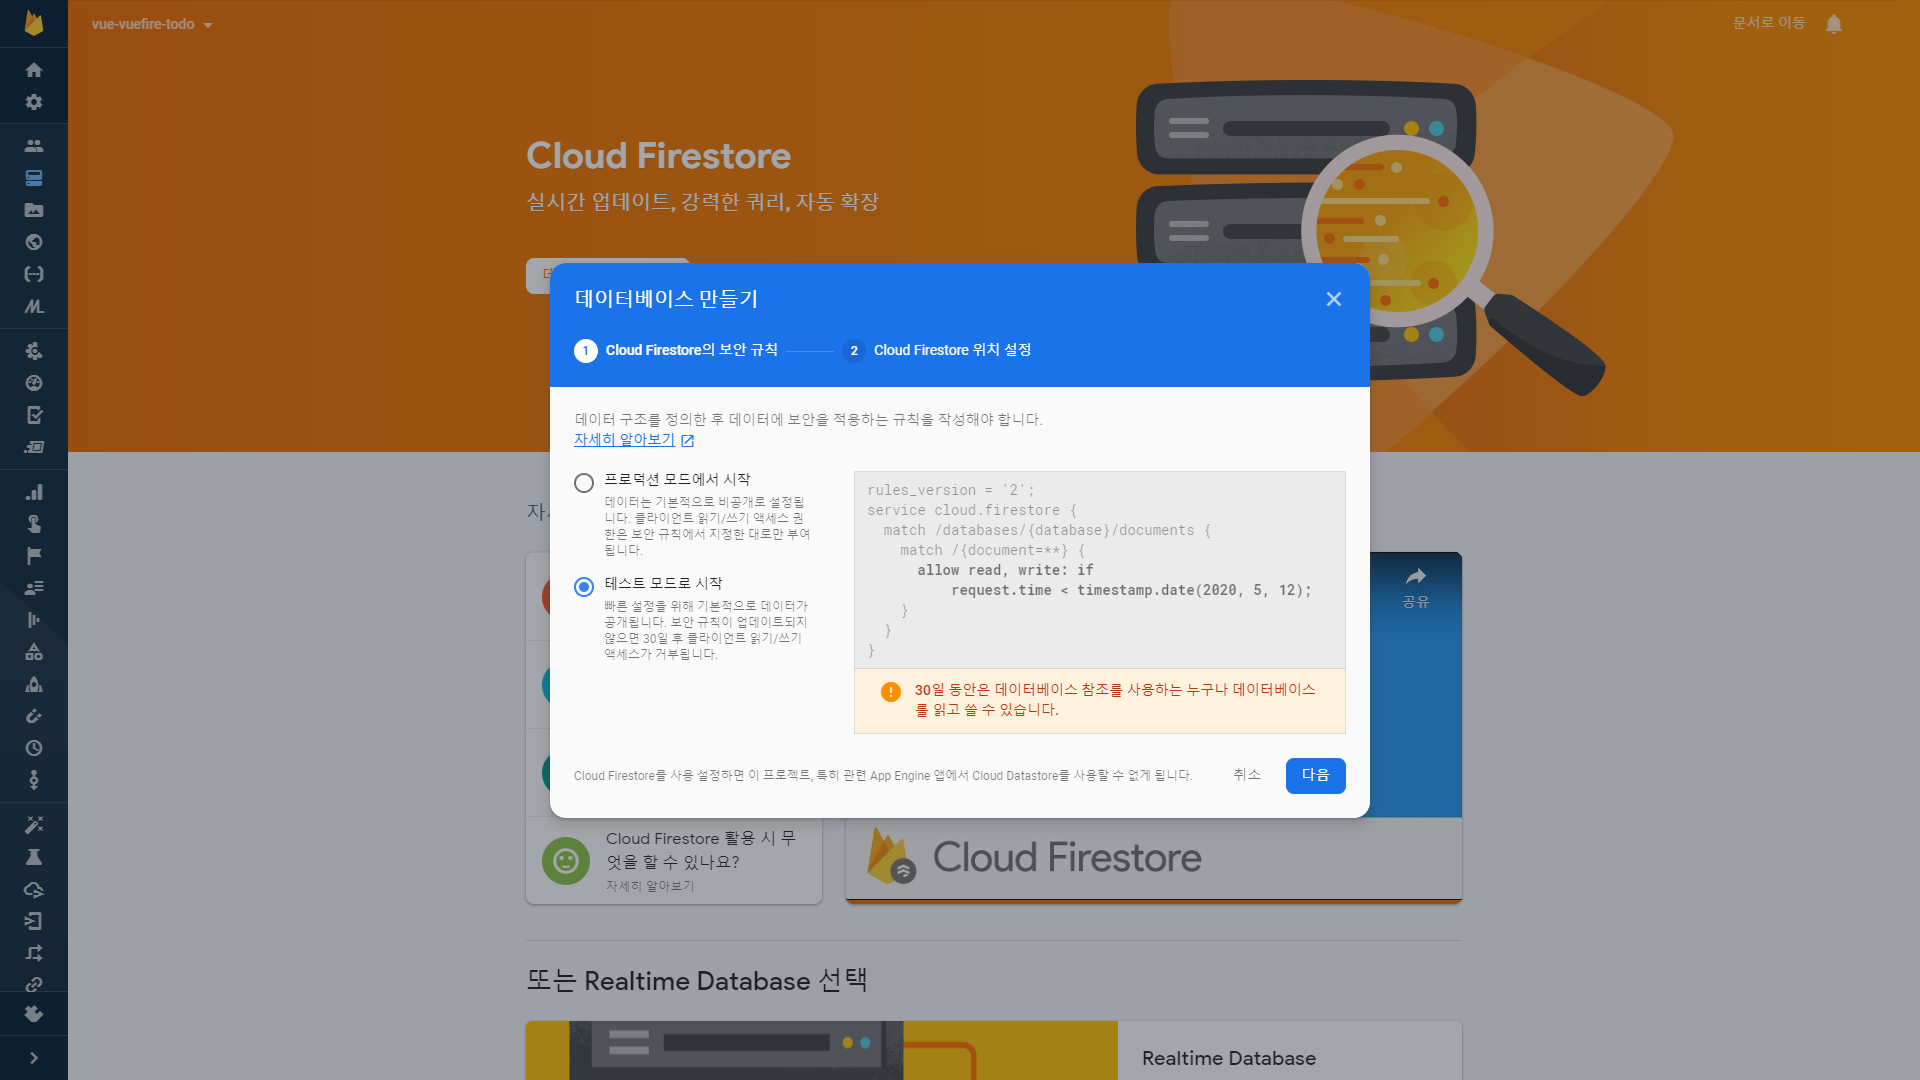 vue-vuefire-todo
문서로 이동
Cloud Firestore
실시간 업데이트, 강력한 쿼리, 자동 확장
데이터베이스 만들기
1 Cloud Firestore의 보안 규칙
2 Cloud Firestore 위치 설정
데이터 구조를 정의한 후 데이터에 보안을 적용하는 규칙을 작성해야 합니다.
자세히 알아보기
프로덕션 모드에서 시작
데이터는 기본적으로 비공개로 설정됩
니다. 클라이언트 읽기/쓰기 액세스 권
한은 보안 규칙에서 지정한 대로만 부여
됩니다.
테스트 모드로 시작
빠른 설정을 위해 기본적으로 데이터가
공개됩니다. 보안 규칙이 업데이트되지
않으면 30일 후 클라이언트 읽기/쓰기
액세스가 거부됩니다.
rules_version = '2';
service cloud.firestore {
match /databases/{database}/documents {
match /{document=**} {
allow read, write: if
request.time < timestamp.date(2020, 5, 12);
}
}
}
30일 동안은 데이터베이스 참조를 사용하는 누구나 데이터베이스
를 읽고 쓸 수 있습니다.
Cloud Firestore를 사용 설정하면 이 프로젝트, 특히 관련 App Engine 앱에서 Cloud Datastore를 사용할 수 없게 됩니다.
취소
다음
공유
Cloud Firestore 활용 시 무
엇을 할 수 있나요?
자세히 알아보기
Cloud Firestore
또는 Realtime Database 선택
Realtime Database